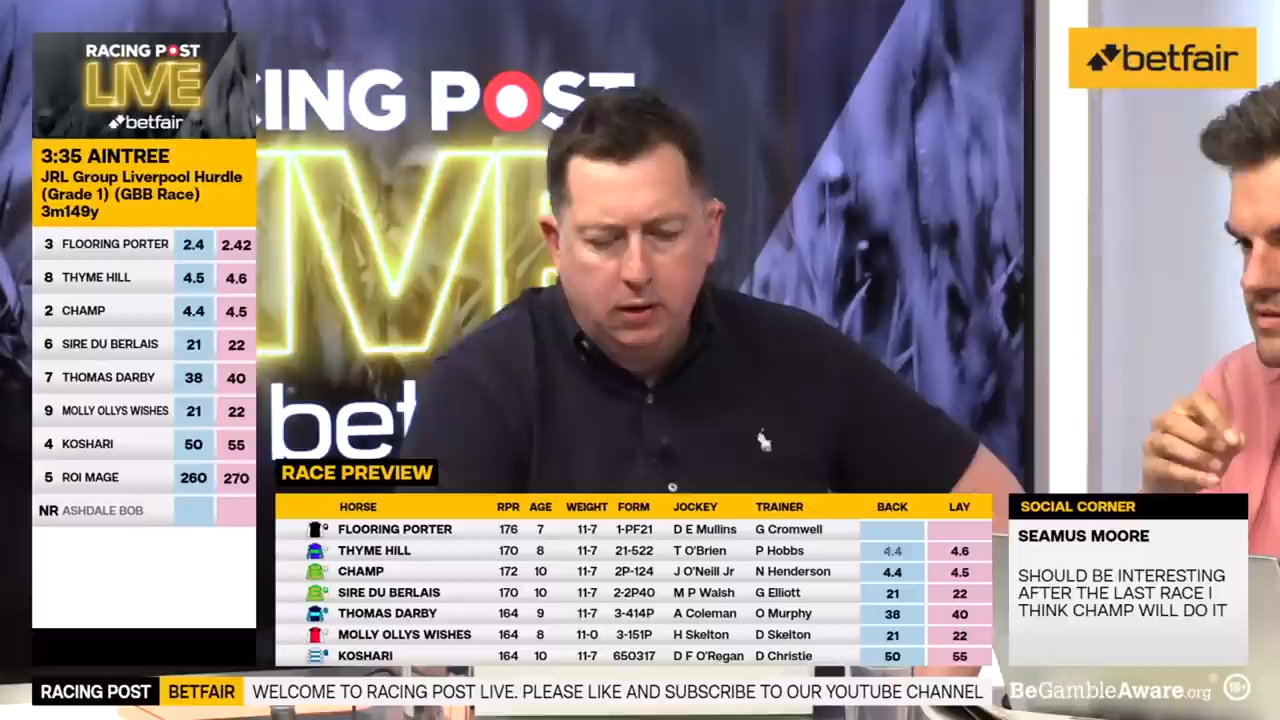 RACING POST
LIVE
betfair
3:35 AINTREE
JRL Group Liverpool Hurdle
(Grade 1) (GBB Race)
3m149y
3 FLOORING PORTER 2.4 2.42
8 THYME HILL 4.5 4.6
2 CHAMP 4.4 4.5
6 SIRE DU BERLAIS 21 22
7 THOMAS DARBY 38 40
9 MOLLY OLLYS WISHES 21 22
4 KOSHARI 50 55
5 ROI MAGE 260 270
NR ASHDALE BOB
CING POST
bet
betfair
RACE PREVIEW
HORSE RPR AGE WEIGHT FORM JOCKEY TRAINER BACK LAY
FLOORING PORTER 176 7 11-7 1-PF21 D E Mullins G Cromwell
THYME HILL 170 8 11-7 21-522 T O'Brien P Hobbs 4.4 4.6
CHAMP 172 10 11-7 2P-124 J O'Neill Jr N Henderson 4.4 4.5
SIRE DU BERLAIS 170 10 11-7 2-2P40 M P Walsh G Elliott 21 22
THOMAS DARBY 164 9 11-7 3-414P A Coleman O Murphy 38 40
MOLLY OLLYS WISHES 164 8 11-0 3-151P H Skelton D Skelton 21 22
KOSHARI 164 10 11-7 650317 D F O'Regan D Christie 50 55
SOCIAL CORNER
SEAMUS MOORE
SHOULD BE INTERESTING
AFTER THE LAST RACE I
THINK CHAMP WILL DO IT
RACING POST BETFAIR WELCOME TO RACING POST LIVE. PLEASE LIKE AND SUBSCRIBE TO OUR YOUTUBE CHANNEL
BeGambleAware.org 18+